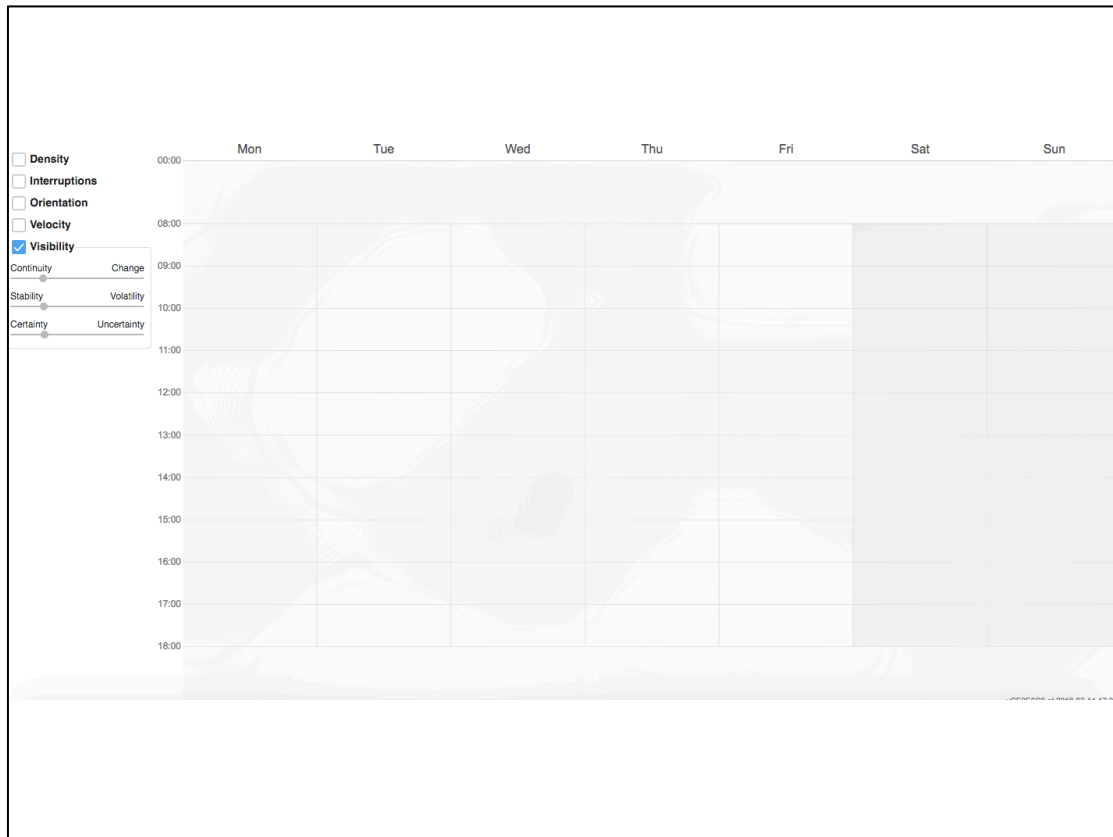 Mon Tue Wed Thu Fri Sat Sun
00:00
Density
Interruptions
Orientation
Velocity
Visibility
Continuity Change
Stability Volatility
Certainty Uncertainty
08:00
09:00
10:00
11:00
12:00
13:00
14:00
15:00
16:00
17:00
18:00